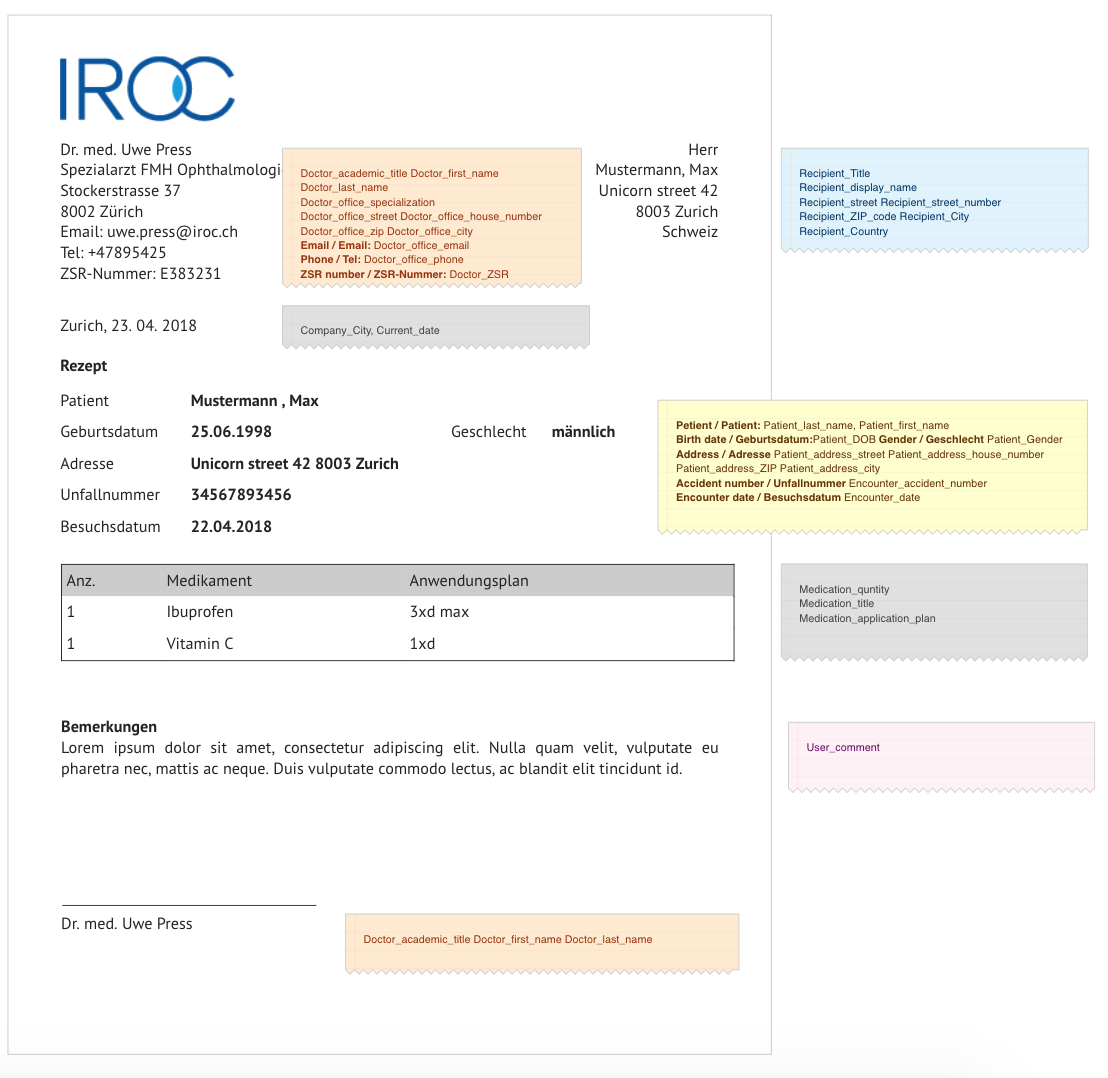 IROC
Dr. med. Uwe Press
Spezialarzt FMH Ophthalmologi
Stockerstrasse 37
8002 Zürich
Email: uwe.press@iroc.ch
Tel: +47895425
ZSR-Nummer: E383231
Doctor_academic_title Doctor_first_name
Doctor_last_name
Doctor_office_specialization
Doctor_office_street Doctor_office_house_number
Doctor_office_zip Doctor_office_city
Email / Email: Doctor_office_email
Phone / Tel: Doctor_office_phone
ZSR number / ZSR-Nummer: Doctor_ZSR
Herr
Mustermann, Max
Unicorn street 42
8003 Zurich
Schweiz
Recipient_Title
Recipient_display_name
Recipient_street Recipient_street_number
Recipient_ZIP_code Recipient_City
Recipient_Country
Zurich, 23. 04. 2018
Company_City, Current_date
Rezept
Patient Mustermann , Max
Geburtsdatum 25.06.1998 Geschlecht männlich
Adresse Unicorn street 42 8003 Zurich
Unfallnummer 34567893456
Besuchsdatum 22.04.2018
Petient / Patient: Patient_last_name, Patient_first_name
Birth date / Geburtsdatum:Patient_DOB Gender / Geschlecht Patient_Gender
Address / Adresse Patient_address_street Patient_address_house_number
Patient_address_ZIP Patient_address_city
Accident number / Unfallnummer Encounter_accident_number
Encounter date / Besuchsdatum Encounter_date
Anz. Medikament Anwendungsplan
1 Ibuprofen 3xd max
1 Vitamin C 1xd
Medication_quntity
Medication_title
Medication_application_plan
Bemerkungen
Lorem ipsum dolor sit amet, consectetur adipiscing elit. Nulla quam velit, vulputate eu
pharetra nec, mattis ac neque. Duis vulputate commodo lectus, ac blandit elit tincidunt id.
User_comment
Dr. med. Uwe Press
Doctor_academic_title Doctor_first_name Doctor_last_name